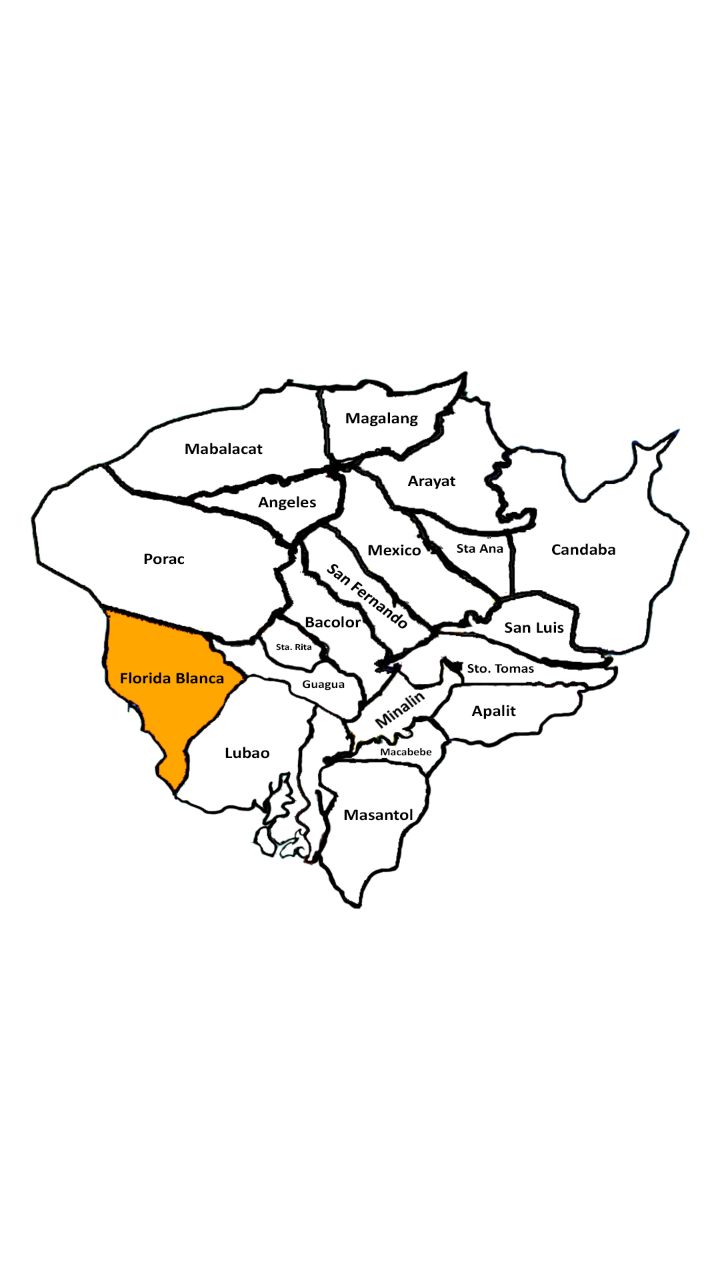 Magalang
Mabalacat
Arayat
Angeles
Mexico
Sta Ana
Candaba
Porac
San Fernando
Bacolor
San Luis
Sta. Rita
Sto. Tomas
Florida Blanca
Guagua
Minalin
Apalit
Lubao
Macabebe
Masantol